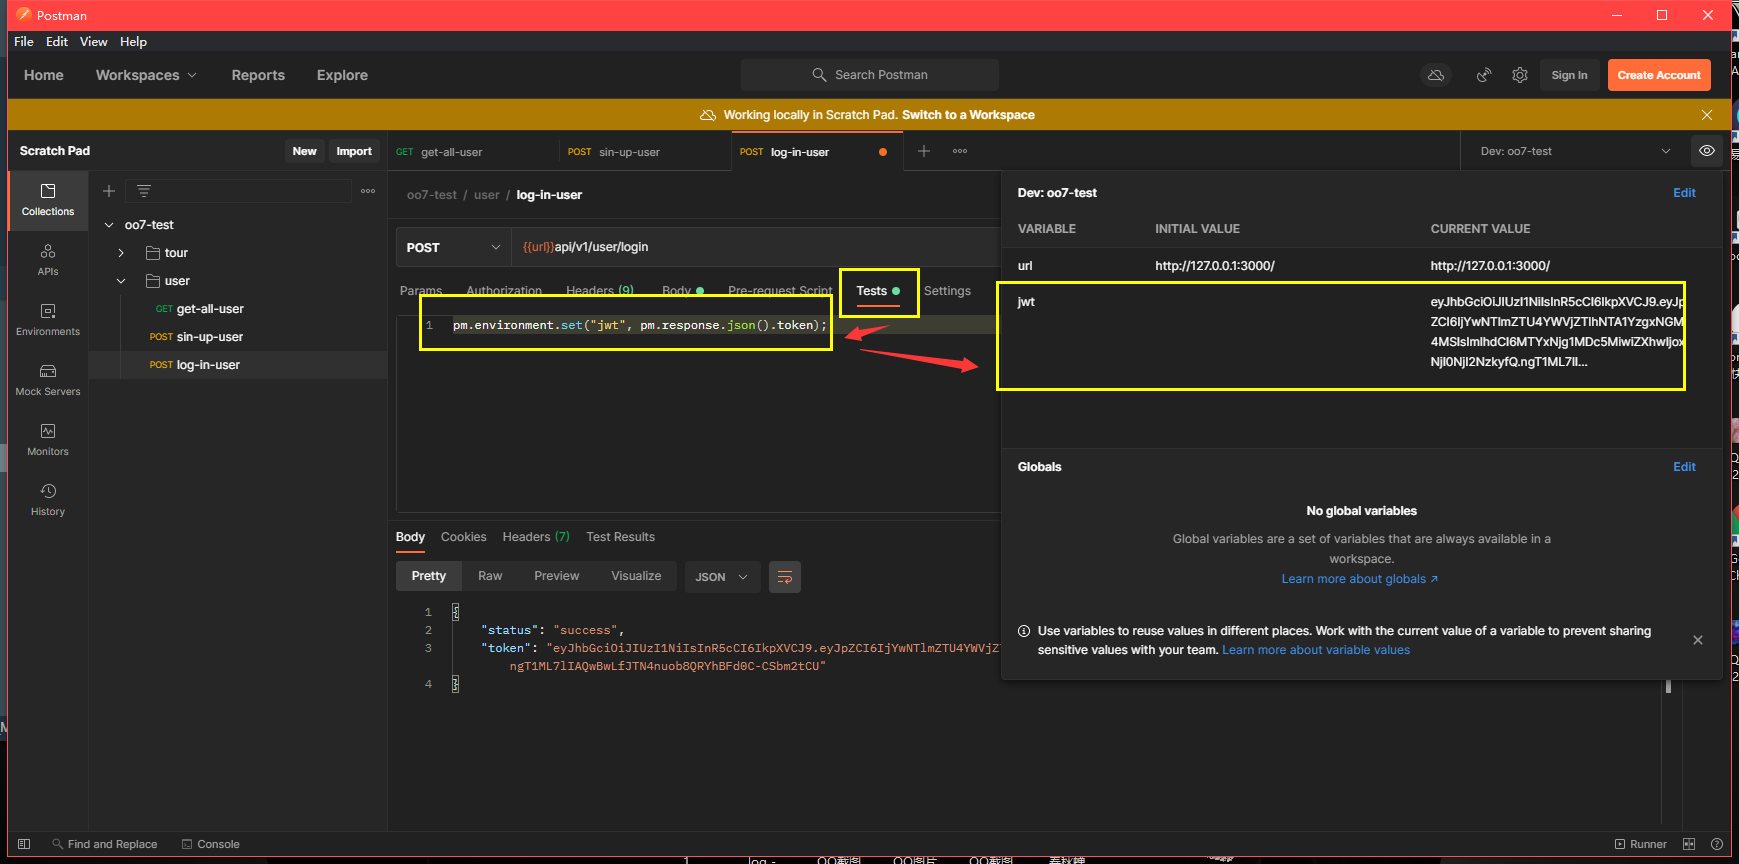 Postman
File Edit View Help
Home Workspaces Reports Explore
Search Postman
Sign In
Create Account
Working locally in Scratch Pad. Switch to a Workspace
Scratch Pad
New
Import
GET get-all-user
POST sin-up-user
POST log-in-user
Dev: oo7-test
Collections
APIs
Environments
Mock Servers
Monitors
History
oo7-test
tour
user
GET get-all-user
POST sin-up-user
POST log-in-user
oo7-test / user / log-in-user
POST
{{url}}api/v1/user/login
Params Authorization Headers (9) Body Pre-request Script Tests Settings
1 pm.environment.set("jwt", pm.response.json().token);
Dev: oo7-test
Edit
VARIABLE INITIAL VALUE CURRENT VALUE
url http://127.0.0.1:3000/ http://127.0.0.1:3000/
jwt
Globals
Edit
No global variables
Global variables are a set of variables that are always available in a
workspace.
Learn more about globals
Use variables to reuse values in different places. Work with the current value of a variable to prevent sharing
sensitive values with your team. Learn more about variable values
Body Cookies Headers (7) Test Results
Pretty Raw Preview Visualize JSON
1 {
2 "status": "success",
3 "token":
4 }
Find and Replace
Console
Runner